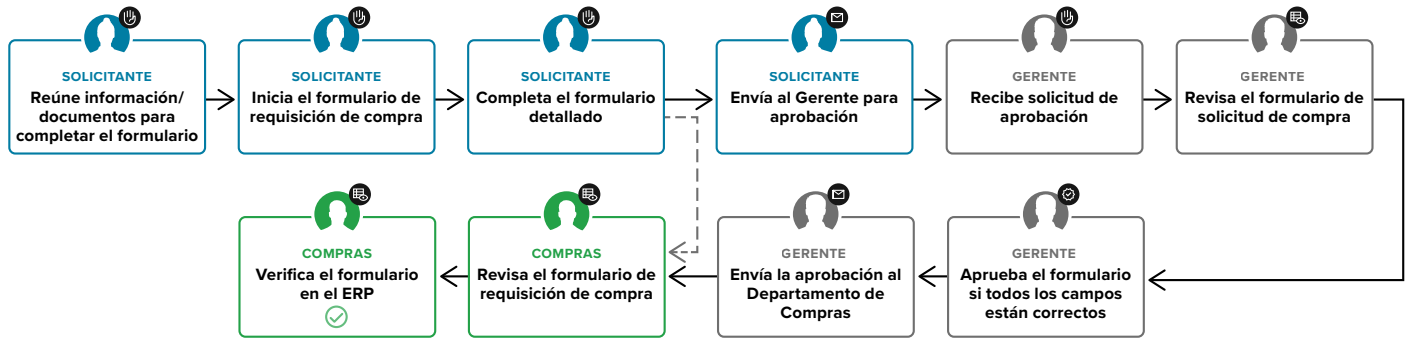 SOLICITANTE
Reúne información/
documentos para
completar el formulario
SOLICITANTE
Inicia el formulario de
requisición de compra
SOLICITANTE
Completa el formulario
detallado
SOLICITANTE
Envía al Gerente para
aprobación
GERENTE
Recibe solicitud de
aprobación
GERENTE
Revisa el formulario de
solicitud de compra
COMPRAS
Verifica el formulario
en el ERP
COMPRAS
Revisa el formulario de
requisición de compra
GERENTE
Envía la aprobación al
Departamento de
Compras
GERENTE
Aprueba el formulario
si todos los campos
están correctos